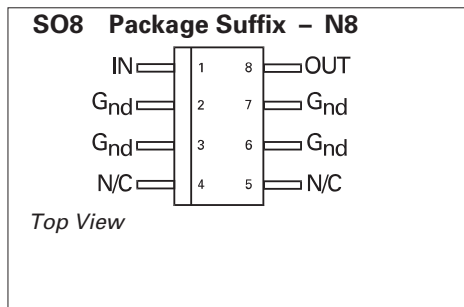 SO8 Package Suffix – N8
IN 1 8 OUT
Gnd 2 7 Gnd
Gnd 3 6 Gnd
N/C 4 5 N/C
Top View